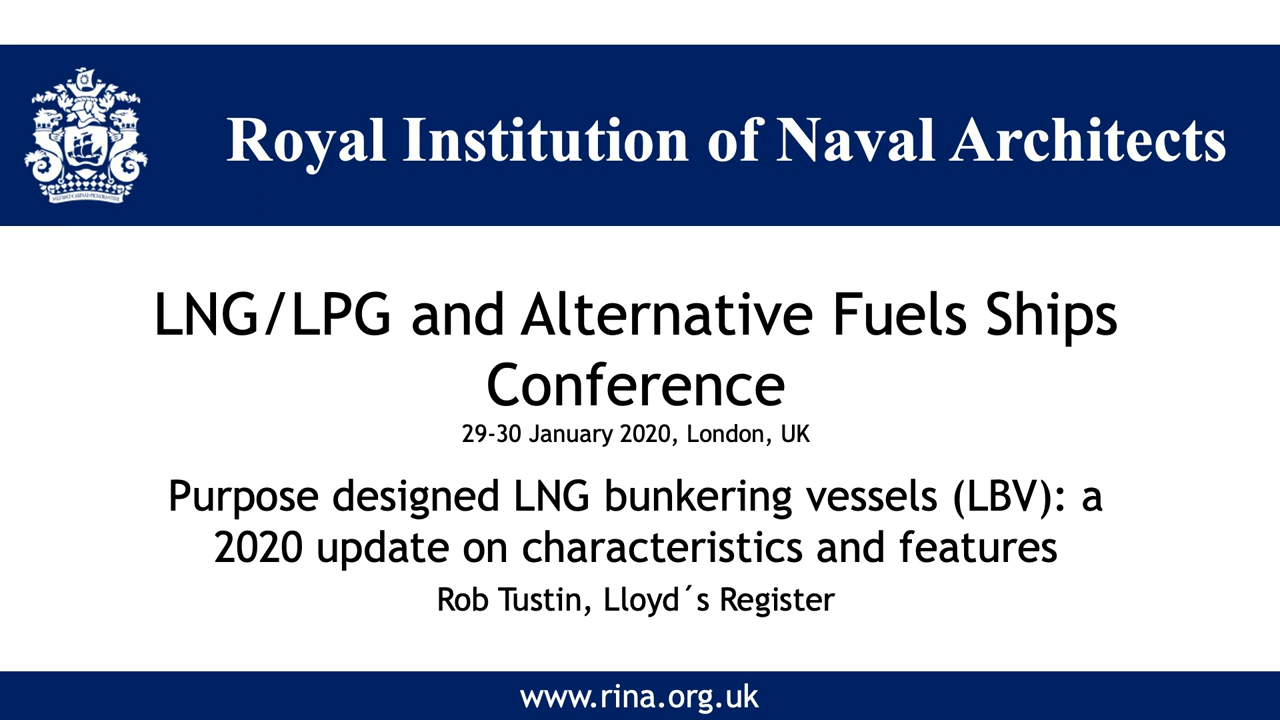 Royal Institution of Naval Architects
LNG/LPG and Alternative Fuels Ships
Conference
29-30 January 2020, London, UK
Purpose designed LNG bunkering vessels (LBV): a
2020 update on characteristics and features
Rob Tustin, Lloyd´s Register
www.rina.org.uk